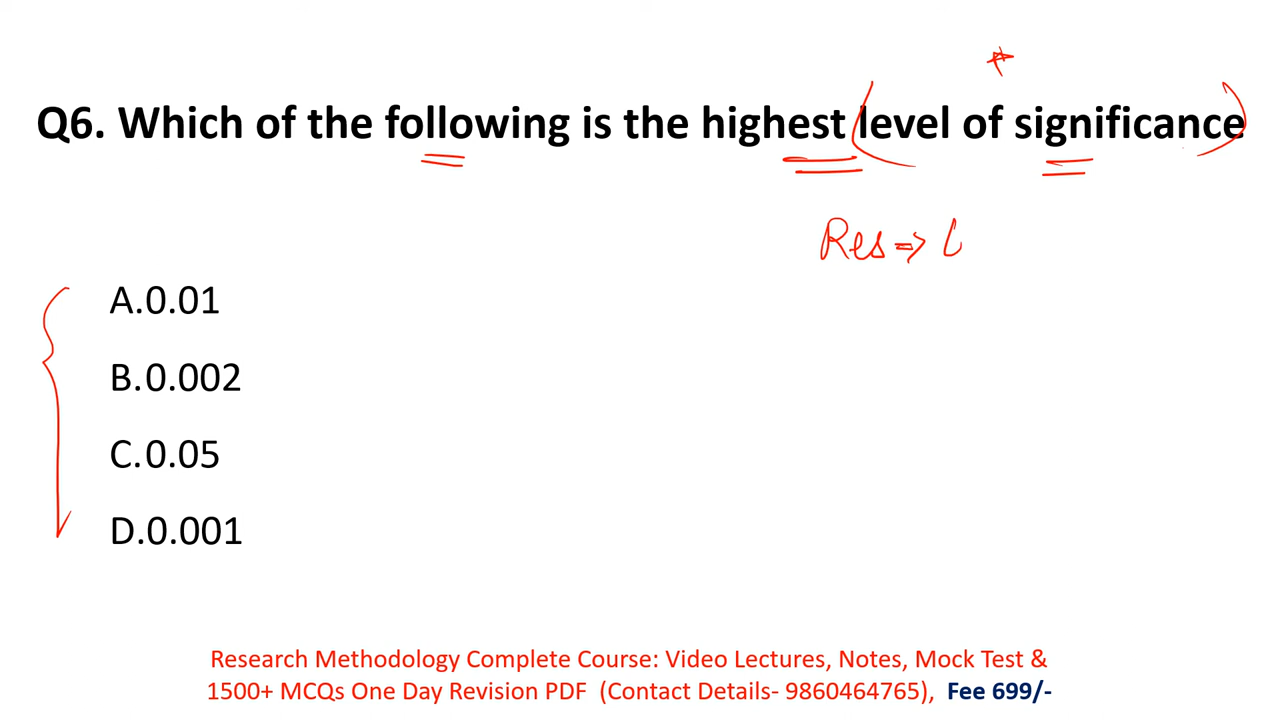 Q6. Which of the following is the highest level of significance
Res⇒
A.0.01
B.0.002
C.0.05
D.0.001
Research Methodology Complete Course: Video Lectures, Notes, Mock Test &
1500+ MCQs One Day Revision PDF (Contact Details- 9860464765), Fee 699/-